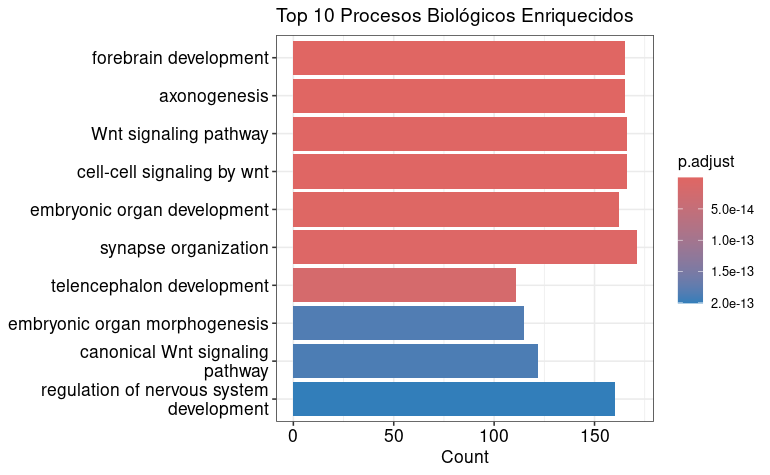 Top 10 Procesos Biológicos Enriquecidos
forebrain development
axonogenesis
Wnt signaling pathway
cell-cell signaling by wnt
embryonic organ development
synapse organization
telencephalon development
embryonic organ morphogenesis
canonical Wnt signaling
pathway
regulation of nervous system
development
0 50 100 150
Count
p.adjust
5.0e-14
1.0e-13
1.5e-13
2.0e-13